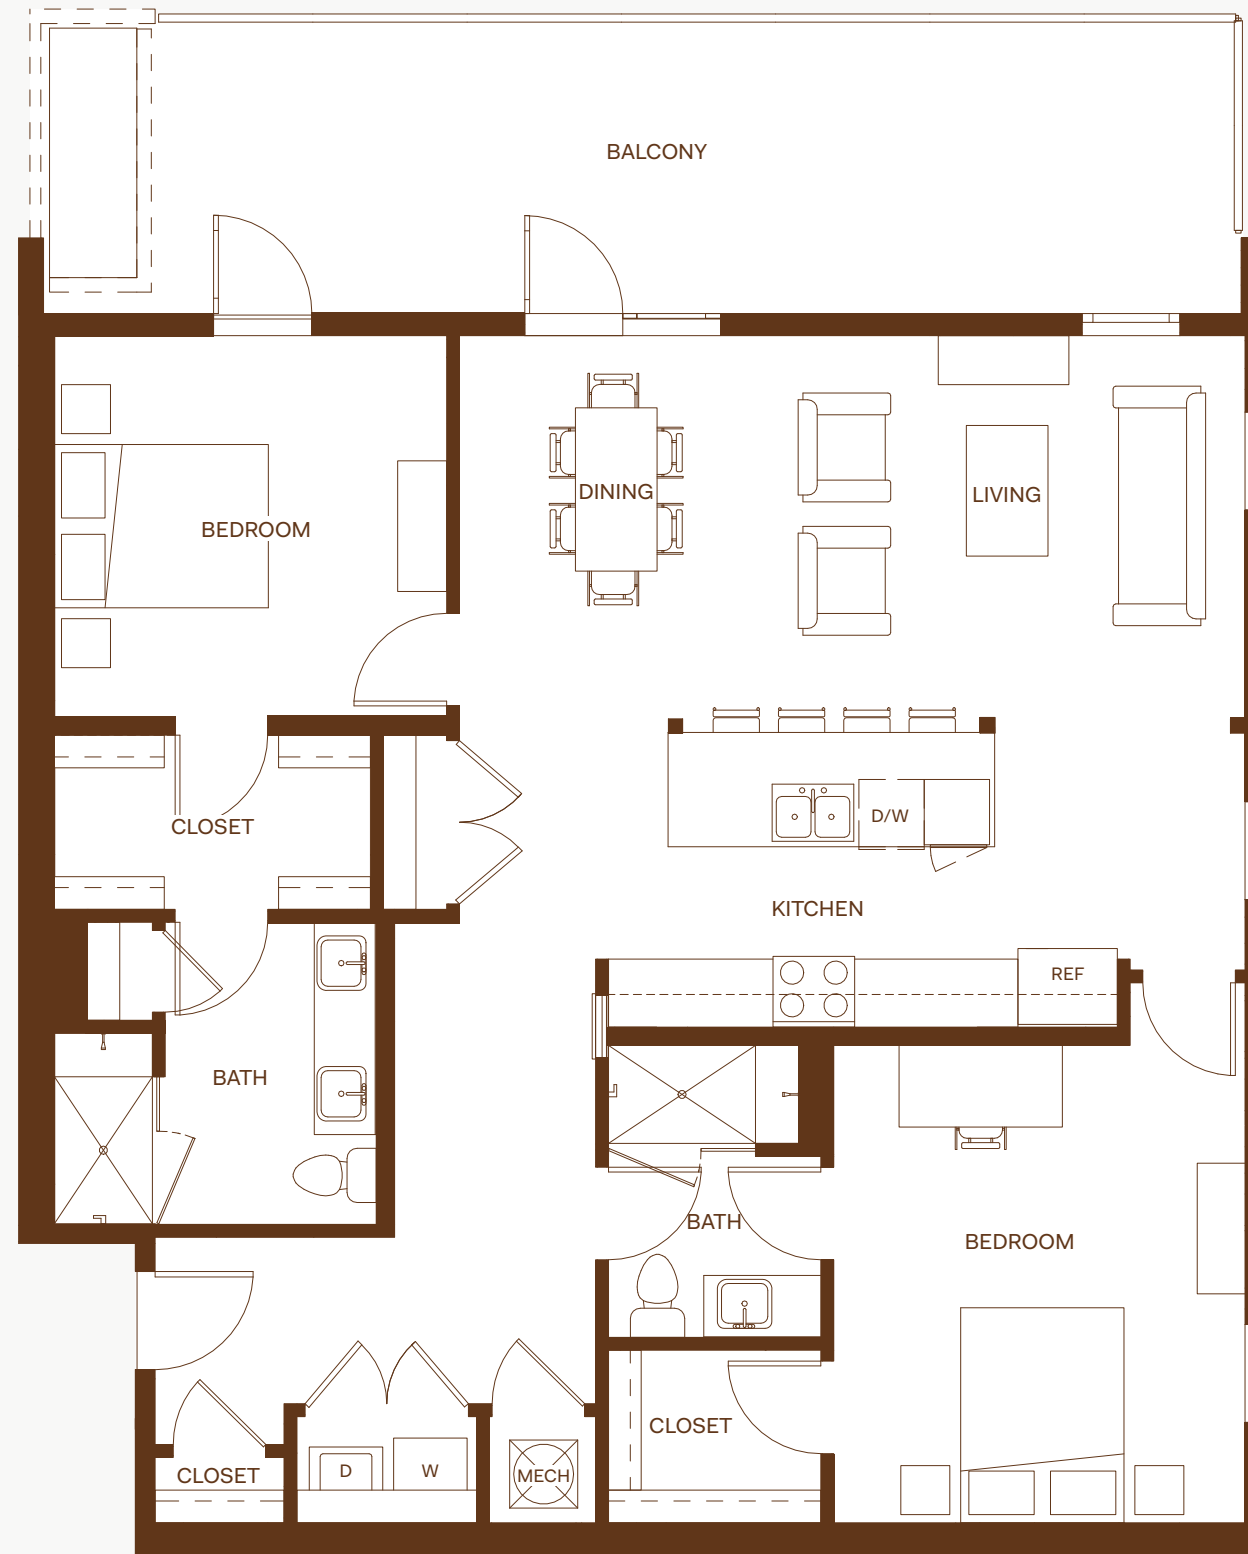 BALCONY
DINING
LIVING
BEDROOM
D/W
CLOSET
KITCHEN
REF
BATH
BATH
BEDROOM
CLOSET
D
W
MECH
CLOSET